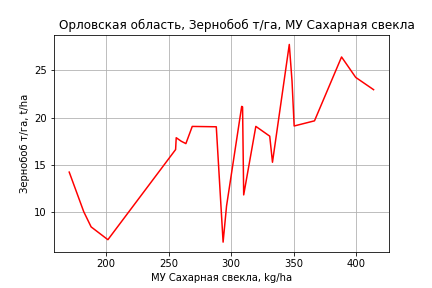 Орловская область, Зернобоб т/га, МУ Сахарная свекла
Зернобоб т/га, t/ha
25
20
15
10
200 250 300 350 400
МУ Сахарная свекла, kg/ha